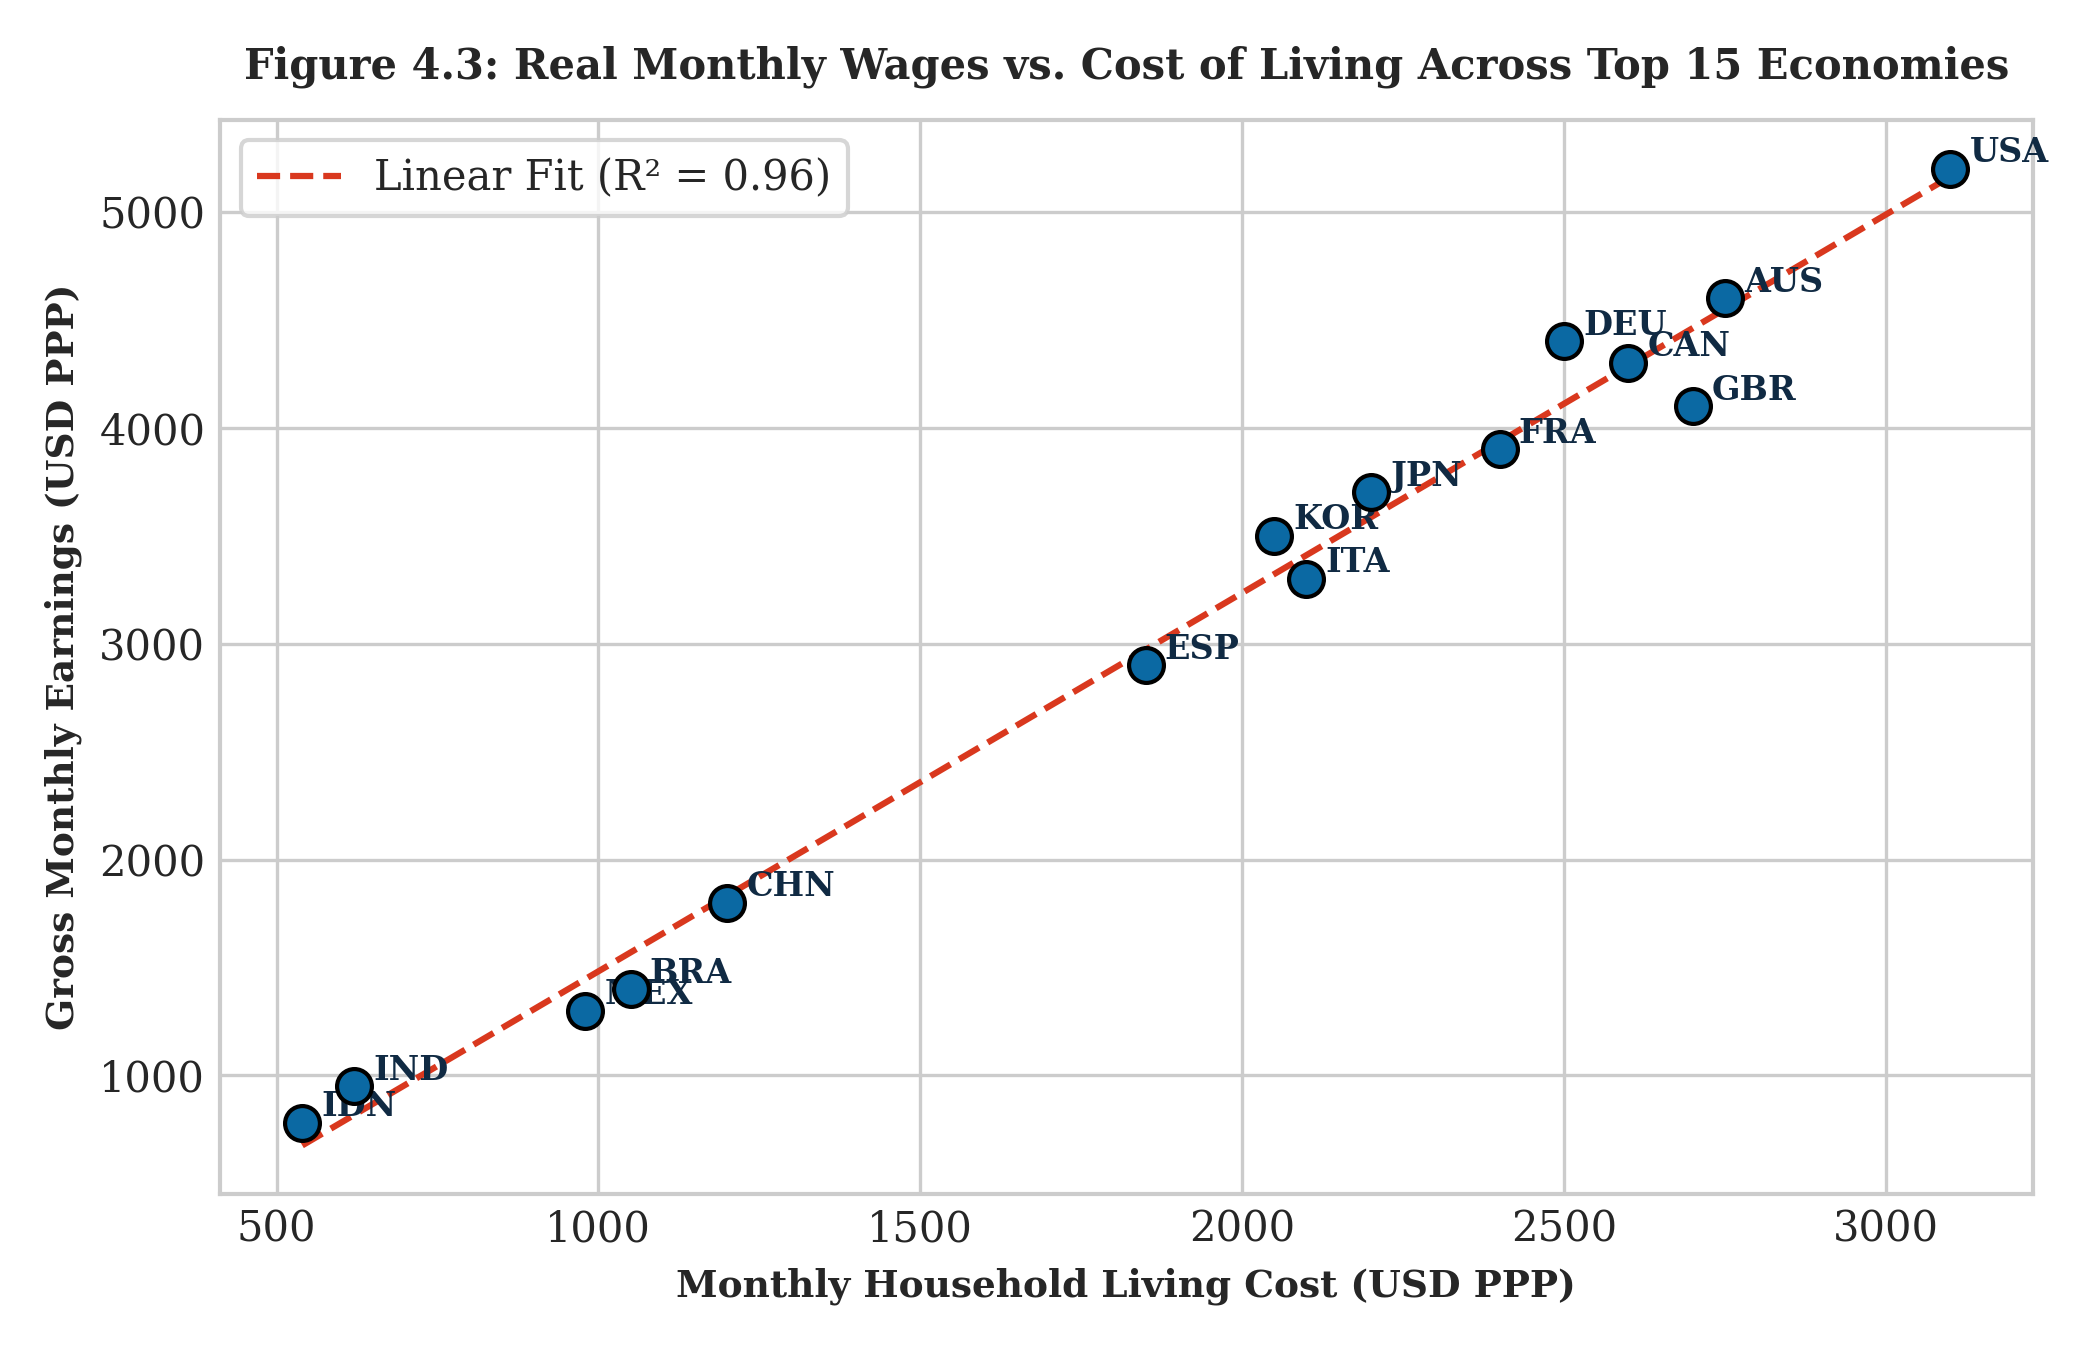 Figure 4.3: Real Monthly Wages vs. Cost of Living Across Top 15 Economies
Linear Fit (R² = 0.96)
Gross Monthly Earnings (USD PPP)
5000
4000
3000
2000
1000
USA
AUS
DEU
CAN
GBR
FRA
JPN
KOR
ITA
ESP
CHN
BRA
MEX
IND
IDN
500 1000 1500 2000 2500 3000
Monthly Household Living Cost (USD PPP)